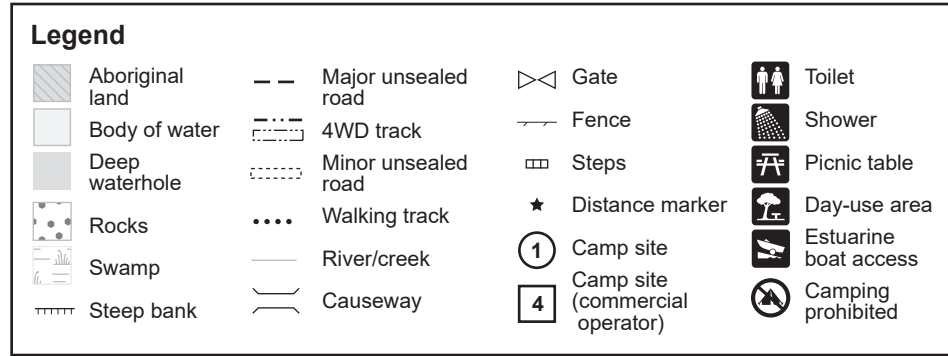 Legend
Aboriginal
land
Body of water
Deep
waterhole
Rocks
Swamp
Steep bank
Major unsealed
road
4WD track
Minor unsealed
road
Walking track
River/creek
Causeway
Gate
Fence
Steps
Distance marker
1 Camp site
Camp site
4 (commercial
operator)
Toilet
Shower
Picnic table
Day-use area
Estuarine
boat access
Camping
prohibited